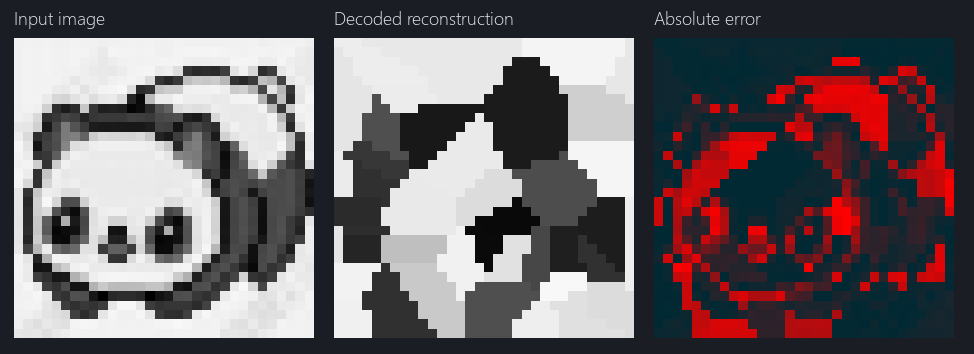 Input image
Decoded reconstruction
Absolute error